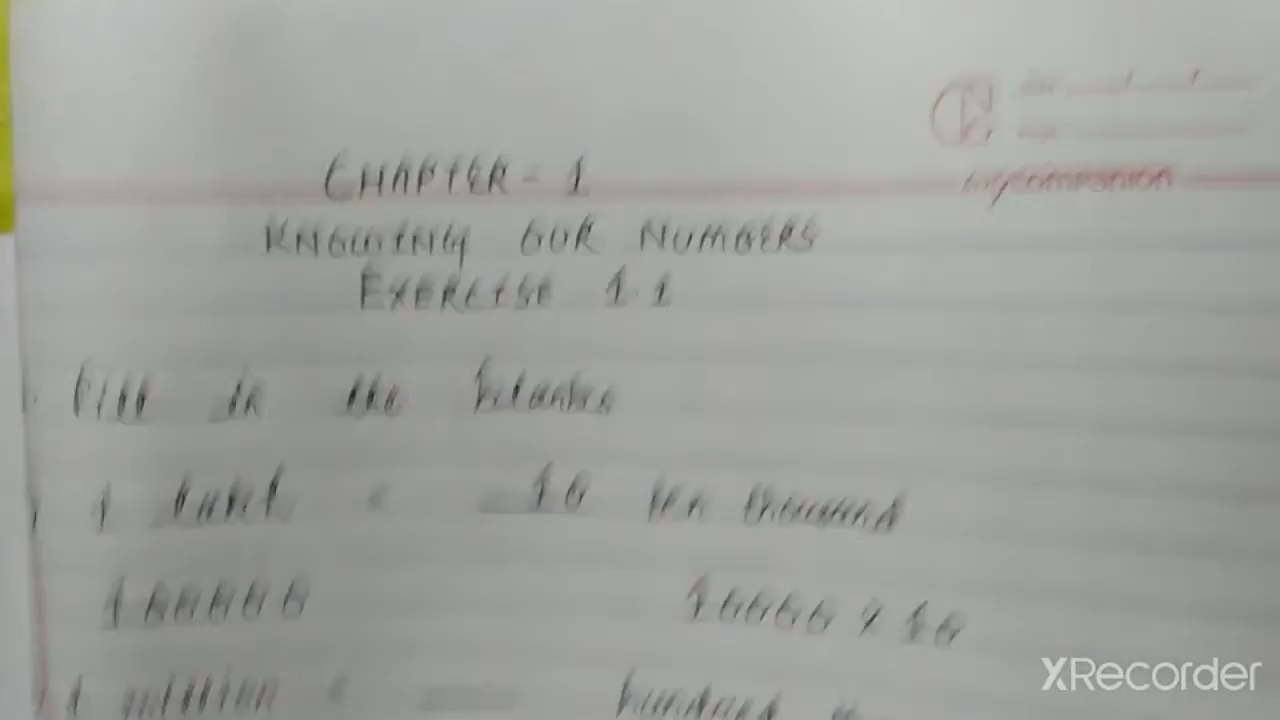 CHAPTER - 1
KNOWING OUR NUMBERS
EXERCISE 1.1
Fill in the blanks
1 lakh = 10 ten thousand
100000 10000 x 10
1 million = ___ hundred
XRecorder